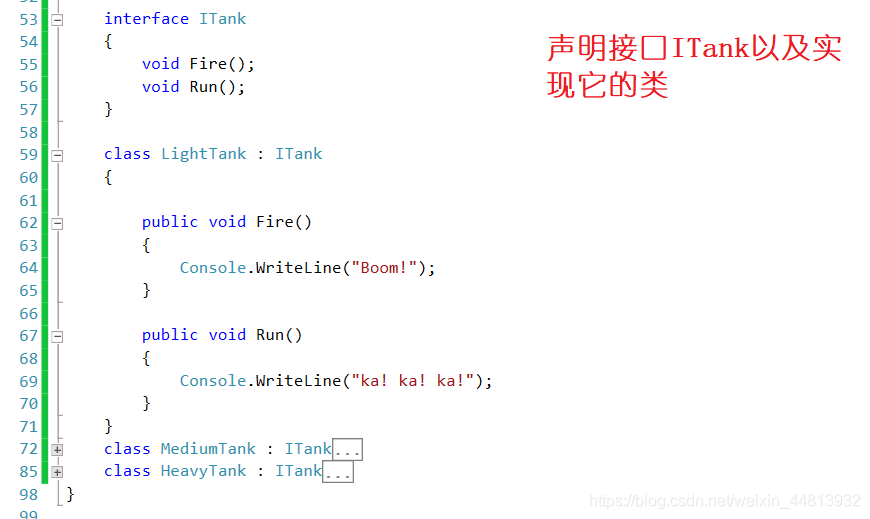 53 interface ITank
54 {
55 void Fire();
56 void Run();
57 }
58
59 class LightTank : ITank
60 {
61
62 public void Fire()
63 {
64 Console.WriteLine("Boom!");
65 }
66
67 public void Run()
68 {
69 Console.WriteLine("ka! ka! ka!");
70 }
71 }
72 class MediumTank : ITank...
85 class HeavyTank : ITank...
98 }
99
声明接口ITank以及实
现它的类
https://blog.csdn.net/weixin_44813932